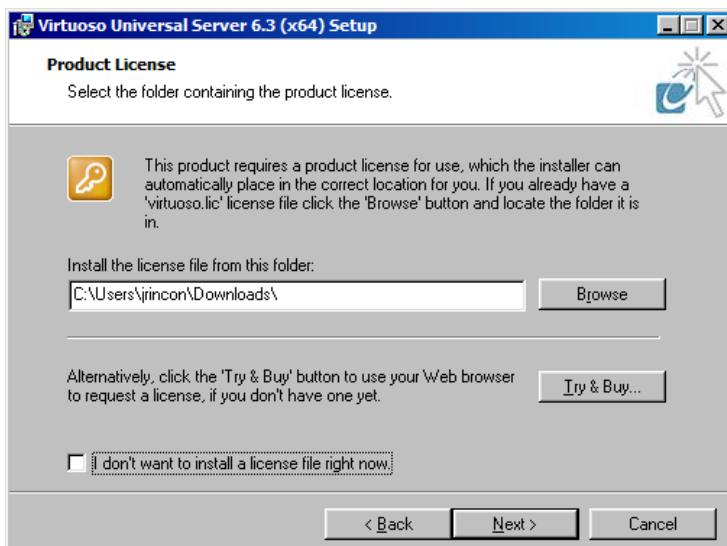 Virtuoso Universal Server 6.3 (x64) Setup
Product License
Select the folder containing the product license.
This product requires a product license for use, which the installer can
automatically place in the correct location for you. If you already have a
'virtuoso.lic' license file click the 'Browse' button and locate the folder it is
in.
Install the license file from this folder:
C:\Users\jrincon\Downloads\
Browse
Alternatively, click the 'Try & Buy' button to use your Web browser
to request a license, if you don't have one yet.
Try & Buy...
I don't want to install a license file right now.
< Back
Next >
Cancel